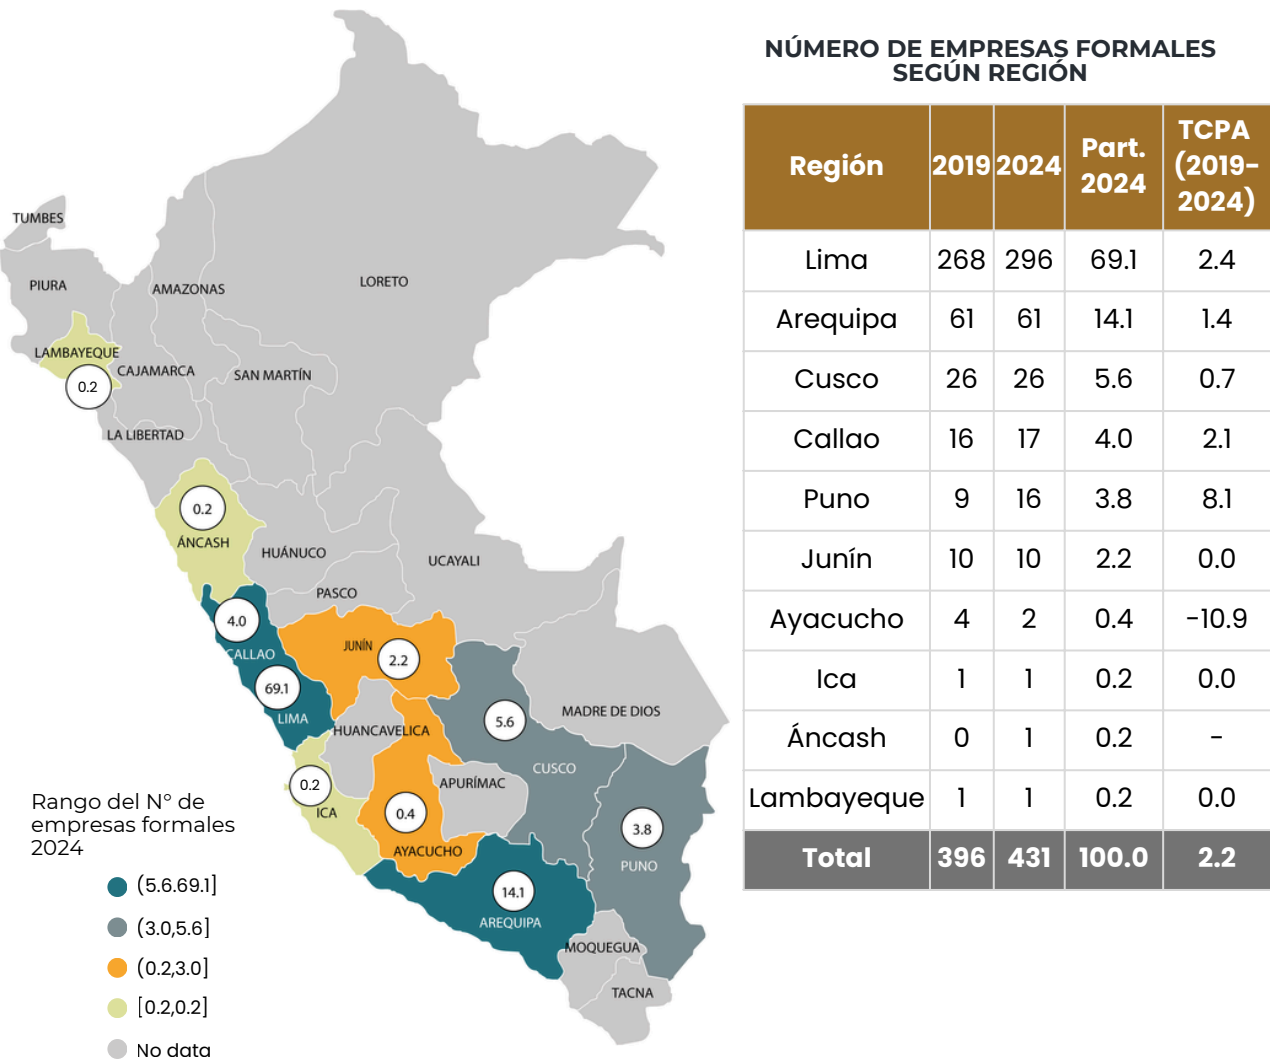 NÚMERO DE EMPRESAS FORMALES
SEGÚN REGIÓN
Región 2019 2024 Part. 2024 TCPA (2019-2024)
Lima 268 296 69.1 2.4
Arequipa 61 61 14.1 1.4
Cusco 26 26 5.6 0.7
Callao 16 17 4.0 2.1
Puno 9 16 3.8 8.1
Junín 10 10 2.2 0.0
Ayacucho 4 2 0.4 -10.9
Ica 1 1 0.2 0.0
Áncash 0 1 0.2 -
Lambayeque 1 1 0.2 0.0
Total 396 431 100.0 2.2
TUMBES
PIURA
AMAZONAS
LORETO
LAMBAYEQUE
0.2
CAJAMARCA
SAN MARTÍN
LA LIBERTAD
0.2
ÁNCASH
HUÁNUCO
UCAYALI
PASCO
4.0
CALLAO
JUNÍN
2.2
69.1
LIMA
HUANCAVELICA
5.6
MADRE DE DIOS
CUSCO
0.2
ICA
APURÍMAC
0.4
AYACUCHO
3.8
PUNO
14.1
AREQUIPA
MOQUEGUA
TACNA
Rango del N° de
empresas formales
2024
(5.6.69.1]
(3.0,5.6]
(0.2,3.0]
[0.2,0.2]
No data